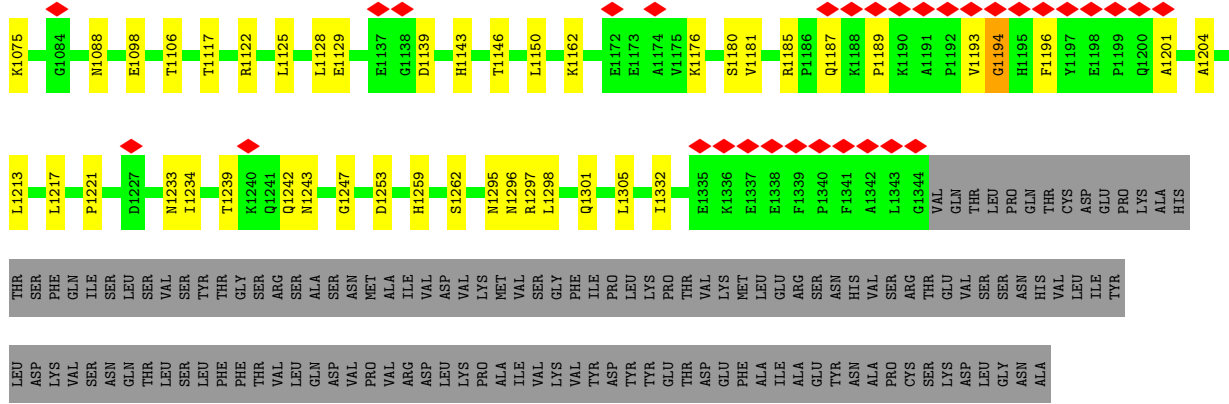 K1075 G1084 N1088 E1098 T1106 T1117 R1122 L1125 L1128 E1129 E1137 G1138 D1139 H1143 T1146 L1150 K1162 E1172 E1173 A1174 V1175 K1176 S1180 V1181 R1185 P1186 Q1187 K1188 P1189 K1190 A1191 P1192 V1193 G1194 H1195 F1196 Y1197 E1198 P1199 Q1200 A1201 A1204
L1213 L1217 P1221 D1227 N1233 I1234 T1239 K1240 Q1241 Q1242 N1243 G1247 D1253 H1259 S1262 N1295 N1296 R1297 L1298 Q1301 L1305 I1332 E1335 K1336 E1337 E1338 F1339 P1340 F1341 A1342 L1343 G1344 VAL GLN THR LEU PRO GLN THR CYS ASP GLU PRO LYS ALA HIS
THR SER PHE GLN ILE SER LEU SER VAL SER TYR THR GLY SER ARG SER ALA SER ASN MET ALA ILE VAL ASP VAL LYS MET VAL SER GLY PHE ILE PRO LEU LYS PRO THR VAL LYS MET LEU GLU ARG SER ASN HIS VAL SER ARG THR GLU VAL SER SER ASN HIS VAL LEU ILE TYR
LEU ASP LYS VAL SER ASN GLN THR LEU SER LEU PHE PHE THR VAL LEU GLN ASP VAL PRO VAL ARG ASP LEU LYS PRO ALA ILE VAL LYS VAL TYR ASP TYR TYR GLU THR ASP GLU PHE ALA ILE ALA GLU TYR ASN ALA PRO CYS SER LYS ASP LEU GLY ASN ALA